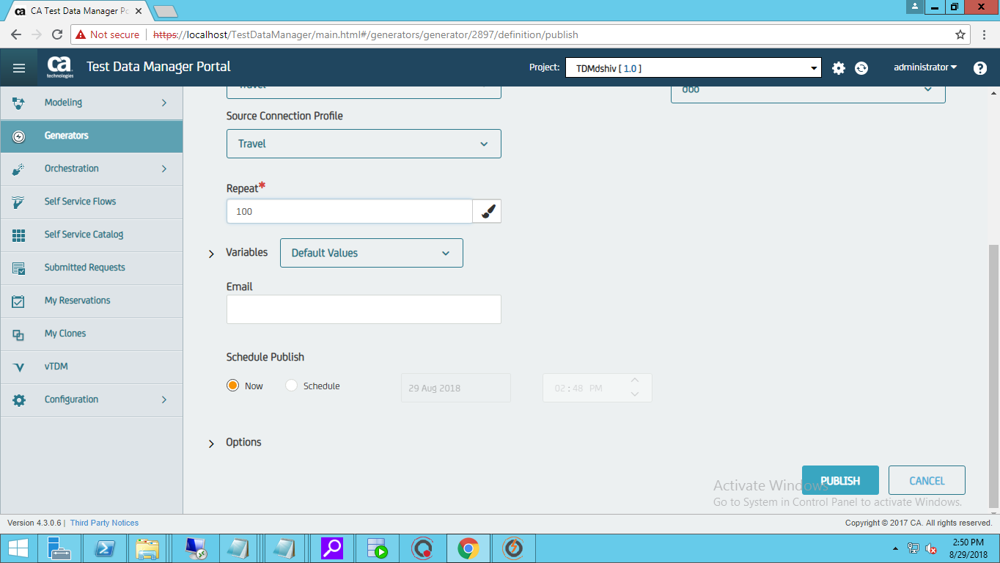 CA Test Data Manager Po
Not secure
https://localhost/TestDataManager/main.html#/generators/generator/2897/definition/publish
ca
technologies
Test Data Manager Portal
Project:
TDMdshiv [ 1.0 ]
administrator
?
Modeling
Generators
Orchestration
Self Service Flows
Self Service Catalog
Submitted Requests
My Reservations
My Clones
vTDM
Configuration
Travel
dbo
Source Connection Profile
Travel
Repeat*
100
Variables
Default Values
Email
Schedule Publish
Now
Schedule
29 Aug 2018
02 : 48 PM
Options
PUBLISH
CANCEL
Activate Windows
Go to System in Control Panel to activate Windows.
Version 4.3.0.6 | Third Party Notices
Copyright © 2017 CA. All rights reserved.
2:50 PM
8/29/2018